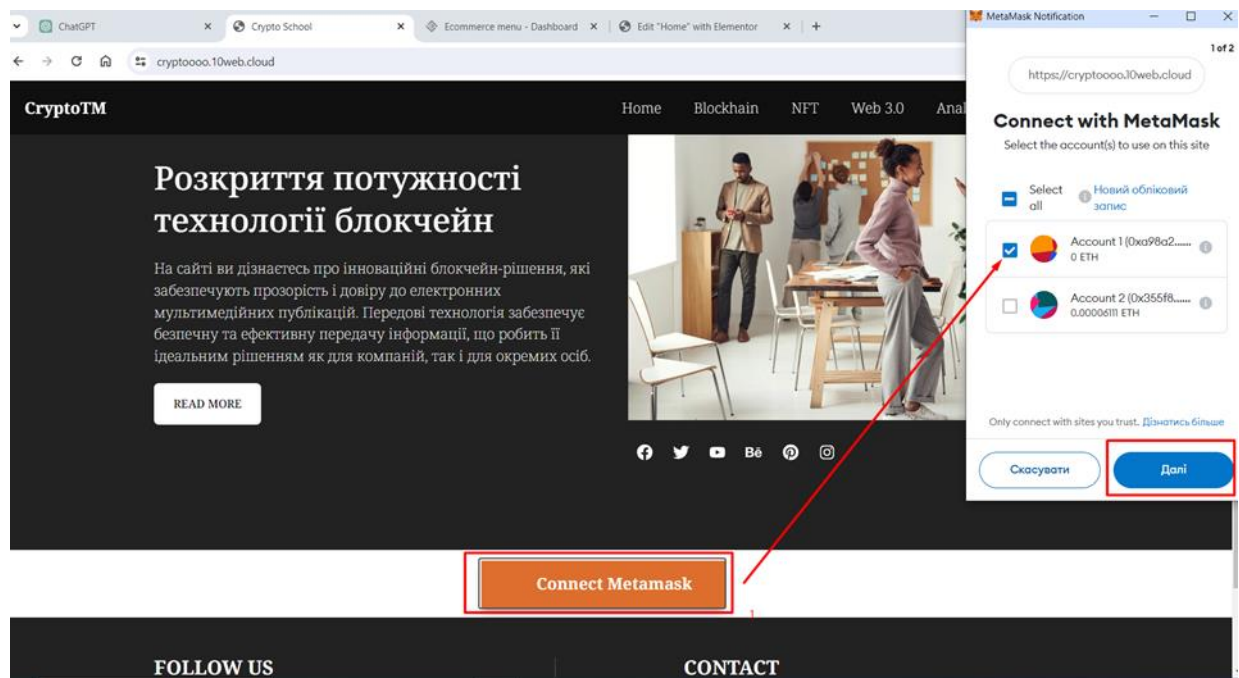 ChatGPT
Crypto School
Ecommerce menu - Dashboard
Edit "Home" with Elementor
cryptoooo.10web.cloud
CryptoTM
Home
Blockhain
NFT
Web 3.0
Розкриття потужності
технології блокчейн
На сайті ви дізнаєтесь про інноваційні блокчейн-рішення, які
забезпечують прозорість і довіру до електронних
мультимедійних публікацій. Передові технологія забезпечує
безпечну та ефективну передачу інформації, що робить її
ідеальним рішенням як для компаній, так і для окремих осіб.
READ MORE
Bē
Connect Metamask
1
FOLLOW US
CONTACT
MetaMask Notification
1 of 2
https://cryptoooo.10web.cloud
Connect with MetaMask
Select the account(s) to use on this site
Select
all
Новий обліковий
запис
Account 1 (0xa98a2......
0 ETH
Account 2 (0x355f8......
0.00006111 ETH
Only connect with sites you trust. Дізнатись більше
Скасувати
Далі